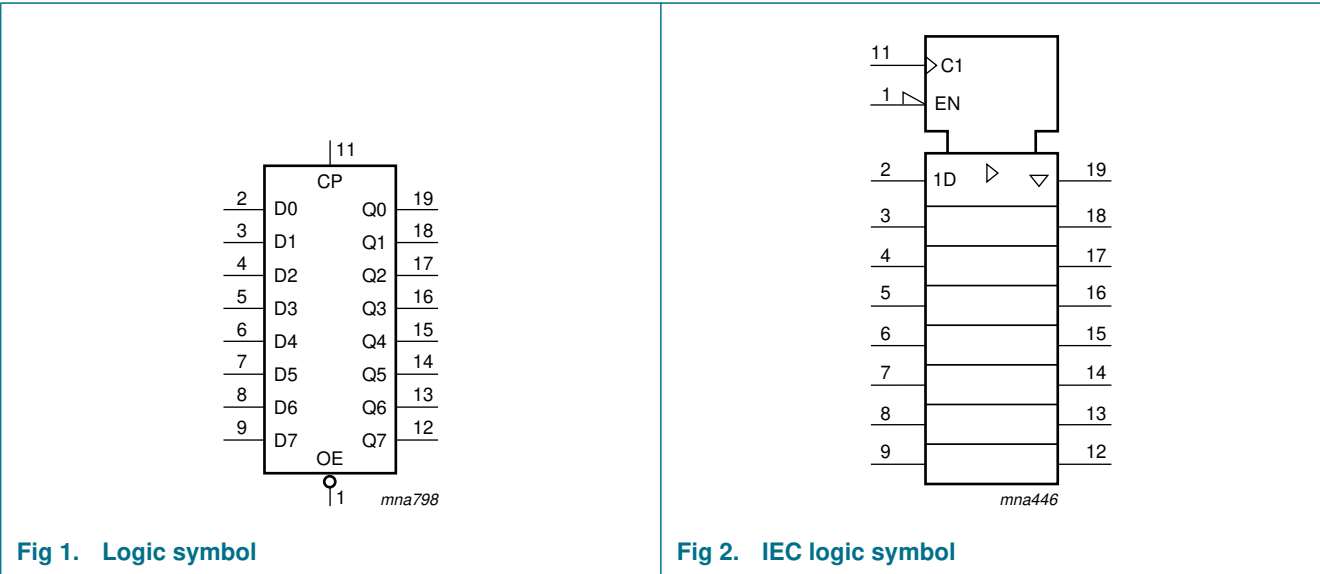 11
CP
2 D0 Q0 19
3 D1 Q1 18
4 D2 Q2 17
5 D3 Q3 16
6 D4 Q4 15
7 D5 Q5 14
8 D6 Q6 13
9 D7 Q7 12
OE
1 mna798
Fig 1. Logic symbol
11 C1
1 EN
2 1D 19
3 18
4 17
5 16
6 15
7 14
8 13
9 12
mna446
Fig 2. IEC logic symbol